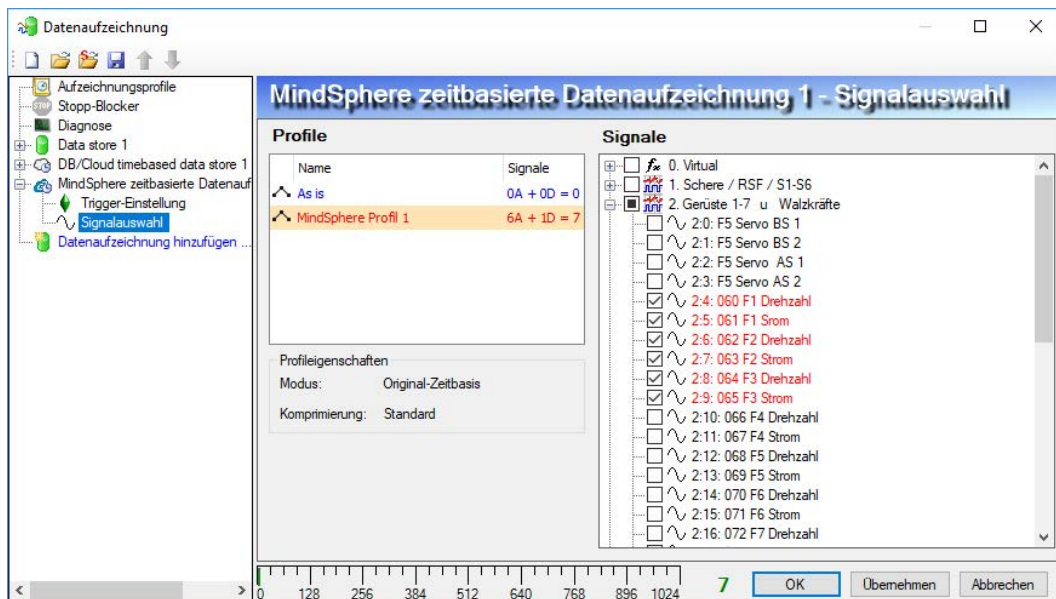 Datenaufzeichnung
Aufzeichnungsprofile
STOP Stopp-Blocker
Diagnose
Data store 1
DB/Cloud timebased data store 1
MindSphere zeitbasierte Datenauf
Trigger-Einstellung
Signalauswahl
Datenaufzeichnung hinzufügen ...
MindSphere zeitbasierte Datenaufzeichnung 1 - Signalauswahl
Profile
Name Signale
As is 0A + 0D = 0
MindSphere Profil 1 6A + 1D = 7
Profileigenschaften
Modus: Original-Zeitbasis
Komprimierung: Standard
Signale
fx 0. Virtual
1. Schere / RSF / S1-S6
2. Gerüste 1-7 u Walzkräfte
2:0: F5 Servo BS 1
2:1: F5 Servo BS 2
2:2: F5 Servo AS 1
2:3: F5 Servo AS 2
2:4: 060 F1 Drehzahl
2:5: 061 F1 Srom
2:6: 062 F2 Drehzahl
2:7: 063 F2 Strom
2:8: 064 F3 Drehzahl
2:9: 065 F3 Strom
2:10: 066 F4 Drehzahl
2:11: 067 F4 Strom
2:12: 068 F5 Drehzahl
2:13: 069 F5 Strom
2:14: 070 F6 Drehzahl
2:15: 071 F6 Strom
2:16: 072 F7 Drehzahl
0 128 256 384 512 640 768 896 1024
7 OK Übernehmen Abbrechen